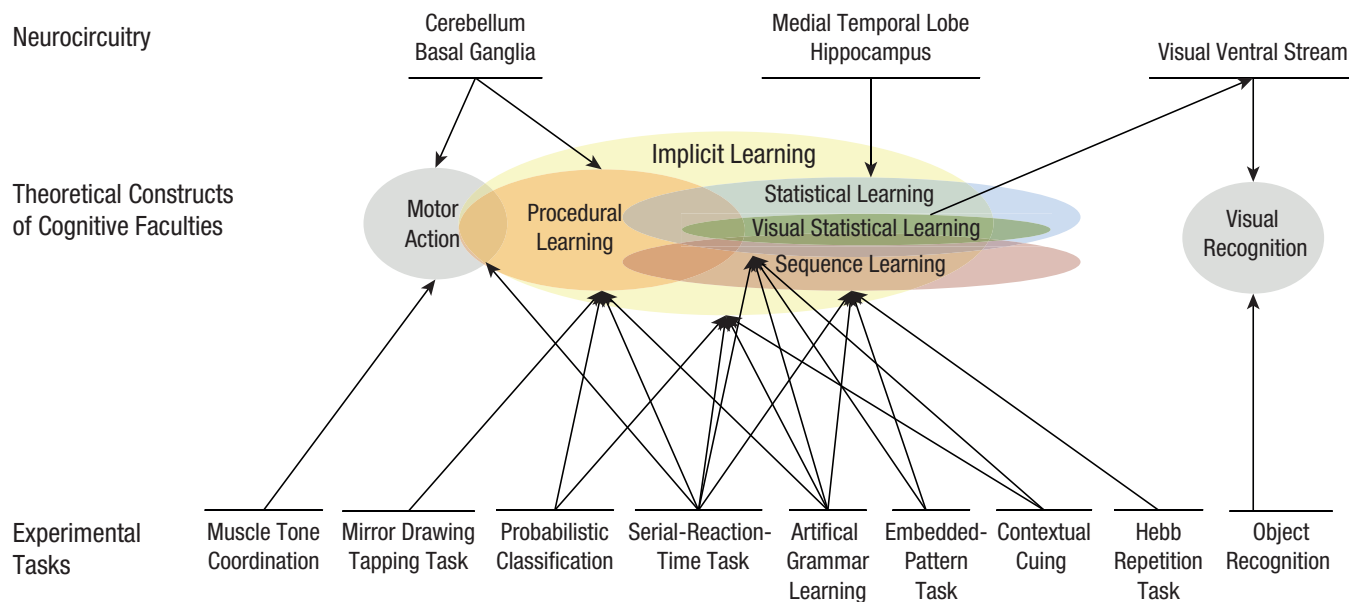 Neurocircuitry
Cerebellum
Basal Ganglia
Medial Temporal Lobe
Hippocampus
Visual Ventral Stream
Theoretical Constructs
of Cognitive Faculties
Implicit Learning
Motor
Action
Procedural
Learning
Statistical Learning
Visual Statistical Learning
Sequence Learning
Visual
Recognition
Experimental
Tasks
Muscle Tone
Coordination
Mirror Drawing
Tapping Task
Probabilistic
Classification
Serial-Reaction-
Time Task
Artifical
Grammar
Learning
Embedded-
Pattern
Task
Contextual
Cuing
Hebb
Repetition
Task
Object
Recognition